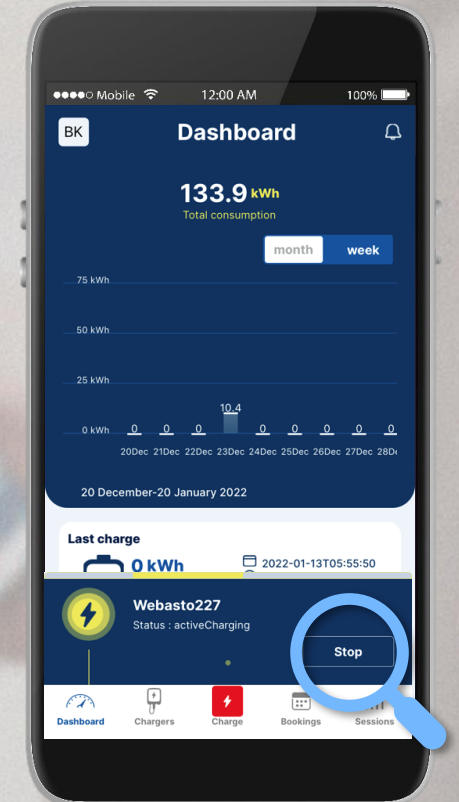 Mobile 12:00 AM 100%
BK Dashboard
133.9 kWh
Total consumption
month week
75 kWh
50 kWh
25 kWh
10.4
0 kWh 0 0 0 0 0 0 0 0
20Dec 21Dec 22Dec 23Dec 24Dec 25Dec 26Dec 27Dec 28D
20 December-20 January 2022
Last charge
0 kWh 2022-01-13T05:55:50
Webasto227
Status : activeCharging
Stop
Dashboard Chargers Charge Bookings Sessions